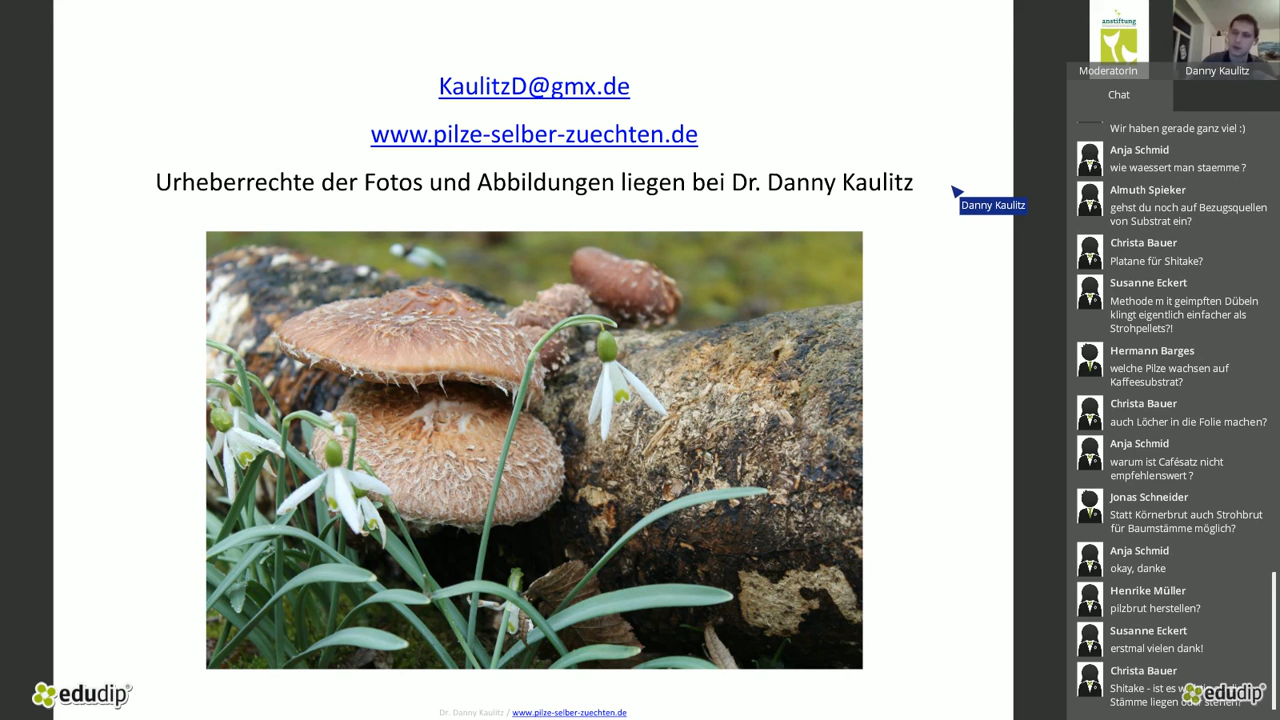 KaulitzD@gmx.de
www.pilze-selber-zuechten.de
Urheberrechte der Fotos und Abbildungen liegen bei Dr. Danny Kaulitz
Danny Kaulitz
edudip
Dr. Danny Kaulitz / www.pilze-selber-zuechten.de
anstiftung
ModeratorIn
Danny Kaulitz
Chat
Wir haben gerade ganz viel :)
Anja Schmid
wie waessert man staemme ?
Almuth Spieker
gehst du noch auf Bezugsquellen
von Substrat ein?
Christa Bauer
Platane für Shitake?
Susanne Eckert
Methode m it geimpften Dübeln
klingt eigentlich einfacher als
Strohpellets?!
Hermann Barges
welche Pilze wachsen auf
Kaffeesubstrat?
Christa Bauer
auch Löcher in die Folie machen?
Anja Schmid
warum ist Cafésatz nicht
empfehlenswert ?
Jonas Schneider
Statt Körnerbrut auch Strohbrut
für Baumstämme möglich?
Anja Schmid
okay, danke
Henrike Müller
pilzbrut herstellen?
Susanne Eckert
erstmal vielen dank!
Christa Bauer
Shitake - ist es
Stämme liegen
edudip